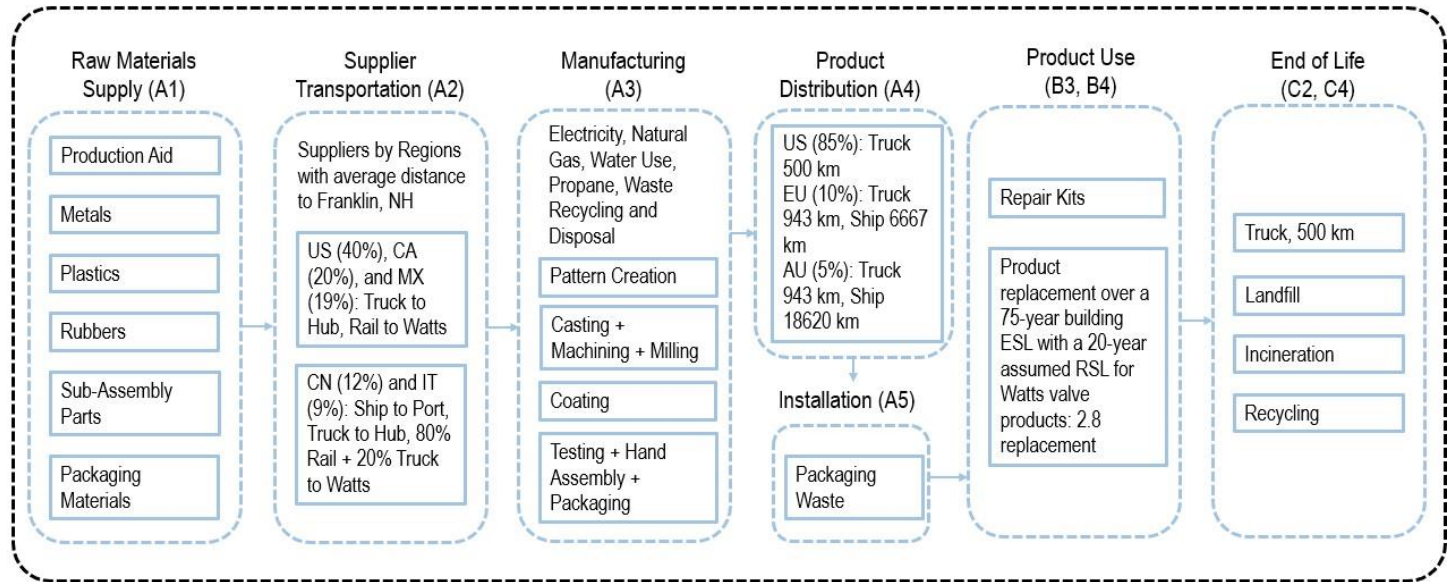 Raw Materials
Supply (A1)
Production Aid
Metals
Plastics
Rubbers
Sub-Assembly
Parts
Packaging
Materials
Supplier
Transportation (A2)
Suppliers by Regions
with average distance
to Franklin, NH
US (40%), CA
(20%), and MX
(19%): Truck to
Hub, Rail to Watts
CN (12%) and IT
(9%): Ship to Port,
Truck to Hub, 80%
Rail + 20% Truck
to Watts
Manufacturing
(A3)
Electricity, Natural
Gas, Water Use,
Propane, Waste
Recycling and
Disposal
Pattern Creation
Casting +
Machining + Milling
Coating
Testing + Hand
Assembly +
Packaging
Product
Distribution (A4)
US (85%): Truck
500 km
EU (10%): Truck
943 km, Ship 6667
km
AU (5%): Truck
943 km, Ship
18620 km
Installation (A5)
Packaging
Waste
Product Use
(B3, B4)
Repair Kits
Product
replacement over a
75-year building
ESL with a 20-year
assumed RSL for
Watts valve
products: 2.8
replacement
End of Life
(C2, C4)
Truck, 500 km
Landfill
Incineration
Recycling